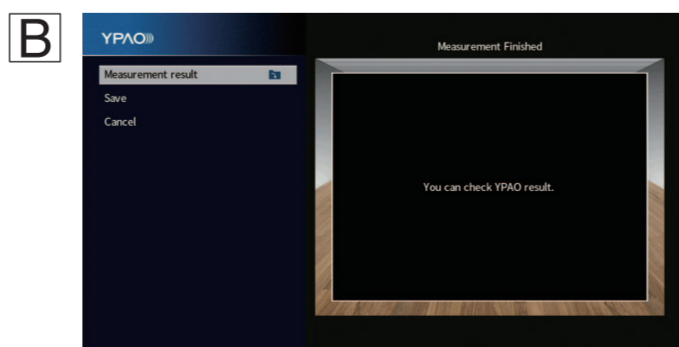 B
YPAO
Measurement Finished
Measurement result
Save
Cancel
You can check YPAO result.